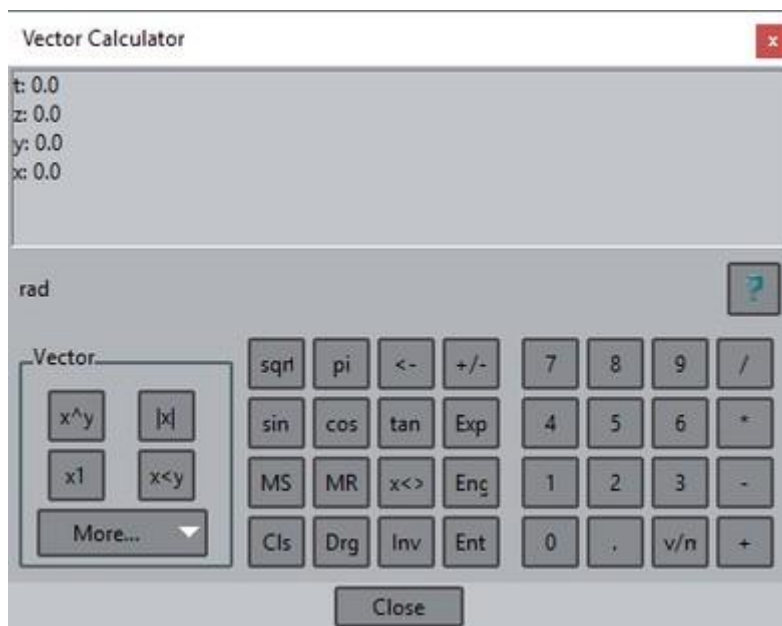 Vector Calculator
x
t: 0.0
z: 0.0
y: 0.0
x: 0.0
rad
?
Vector
x^y |x|
x1 x<y
More...
sqrt pi <- +/- 7 8 9 /
sin cos tan Exp 4 5 6 *
MS MR x<> Eng 1 2 3 -
Cls Drg Inv Ent 0 . v/n +
Close